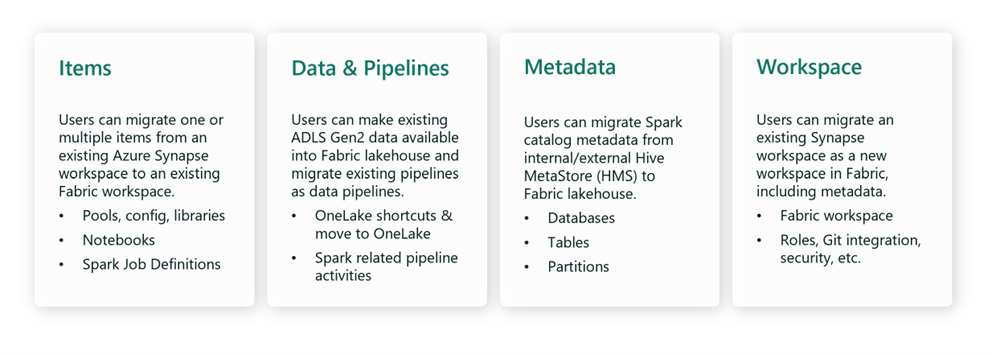 Items
Users can migrate one or
multiple items from an
existing Azure Synapse
workspace to an existing
Fabric workspace.
• Pools, config, libraries
• Notebooks
• Spark Job Definitions
Data & Pipelines
Users can make existing
ADLS Gen2 data available
into Fabric lakehouse and
migrate existing pipelines
as data pipelines.
• OneLake shortcuts &
move to OneLake
• Spark related pipeline
activities
Metadata
Users can migrate Spark
catalog metadata from
internal/external Hive
MetaStore (HMS) to
Fabric lakehouse.
• Databases
• Tables
• Partitions
Workspace
Users can migrate an
existing Synapse
workspace as a new
workspace in Fabric,
including metadata.
• Fabric workspace
• Roles, Git integration,
security, etc.